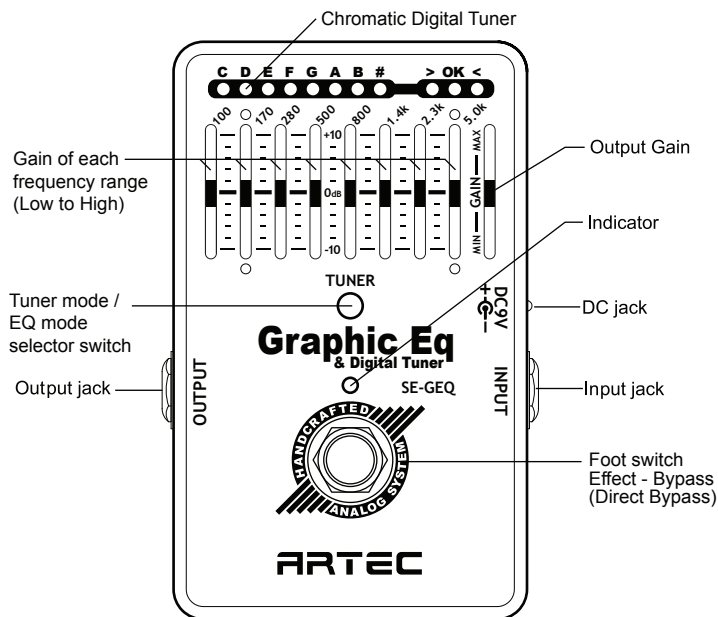 Chromatic Digital Tuner
C D E F G A B # > OK <
100 170 280 500 800 1.4k 2.3k 5.0k
+10
MAX
Gain of each
frequency range
(Low to High)
0dB
GAIN
Output Gain
-10
MIN
Indicator
TUNER
Tuner mode /
EQ mode
selector switch
+
-
DC9V
DC jack
Graphic Eq
& Digital Tuner
SE-GEQ
Output jack
OUTPUT
INPUT
Input jack
HANDCRAFTED
ANALOG SYSTEM
Foot switch
Effect - Bypass
(Direct Bypass)
ARTEC